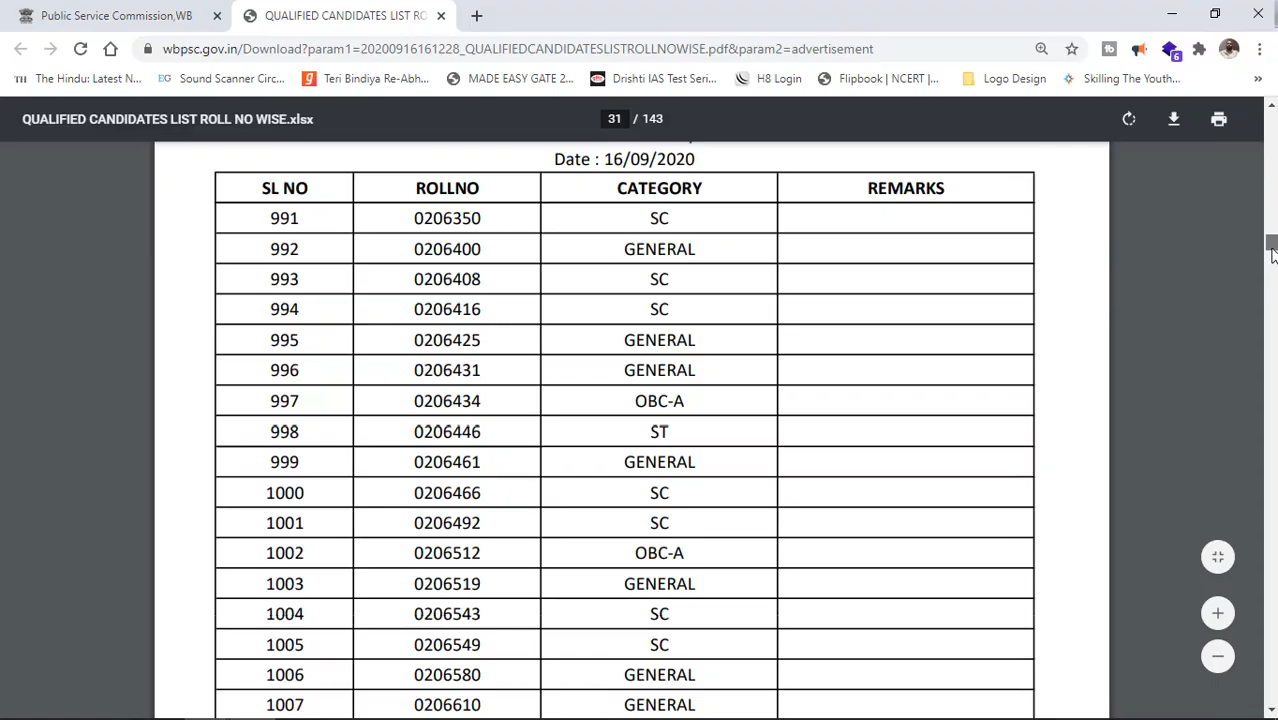 Public Service Commission,WB
QUALIFIED CANDIDATES LIST RO
wbpsc.gov.in/Download?param1=20200916161228_QUALIFIEDCANDIDATESLISTROLLNOWISE.pdf&param2=advertisement
6
TH The Hindu: Latest N...
EG Sound Scanner Circ...
g Teri Bindiya Re-Abh...
MADE EASY GATE 2...
Drishti IAS Test Seri...
H8 Login
Flipbook | NCERT |...
Logo Design
Skilling The Youth...
»
QUALIFIED CANDIDATES LIST ROLL NO WISE.xlsx
31 / 143
Date : 16/09/2020
SL NO ROLLNO CATEGORY REMARKS
991 0206350 SC
992 0206400 GENERAL
993 0206408 SC
994 0206416 SC
995 0206425 GENERAL
996 0206431 GENERAL
997 0206434 OBC-A
998 0206446 ST
999 0206461 GENERAL
1000 0206466 SC
1001 0206492 SC
1002 0206512 OBC-A
1003 0206519 GENERAL
1004 0206543 SC
1005 0206549 SC
1006 0206580 GENERAL
1007 0206610 GENERAL